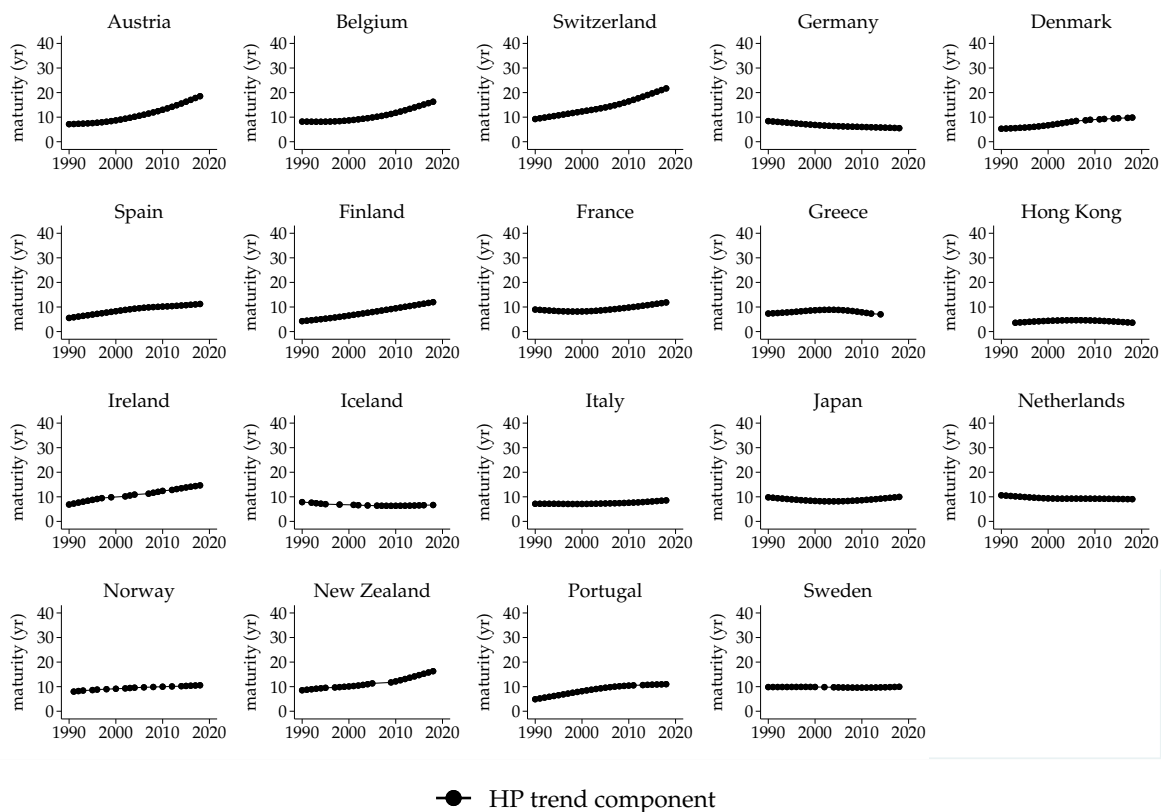 Austria
Belgium
Switzerland
Germany
Denmark
maturity (yr)
40
30
20
10
0
1990 2000 2010 2020
maturity (yr)
40
30
20
10
0
1990 2000 2010 2020
maturity (yr)
40
30
20
10
0
1990 2000 2010 2020
maturity (yr)
40
30
20
10
0
1990 2000 2010 2020
maturity (yr)
40
30
20
10
0
1990 2000 2010 2020
Spain
Finland
France
Greece
Hong Kong
maturity (yr)
40
30
20
10
0
1990 2000 2010 2020
maturity (yr)
40
30
20
10
0
1990 2000 2010 2020
maturity (yr)
40
30
20
10
0
1990 2000 2010 2020
maturity (yr)
40
30
20
10
0
1990 2000 2010 2020
maturity (yr)
40
30
20
10
0
1990 2000 2010 2020
Ireland
Iceland
Italy
Japan
Netherlands
maturity (yr)
40
30
20
10
0
1990 2000 2010 2020
maturity (yr)
40
30
20
10
0
1990 2000 2010 2020
maturity (yr)
40
30
20
10
0
1990 2000 2010 2020
maturity (yr)
40
30
20
10
0
1990 2000 2010 2020
maturity (yr)
40
30
20
10
0
1990 2000 2010 2020
Norway
New Zealand
Portugal
Sweden
maturity (yr)
40
30
20
10
0
1990 2000 2010 2020
maturity (yr)
40
30
20
10
0
1990 2000 2010 2020
maturity (yr)
40
30
20
10
0
1990 2000 2010 2020
maturity (yr)
40
30
20
10
0
1990 2000 2010 2020
HP trend component